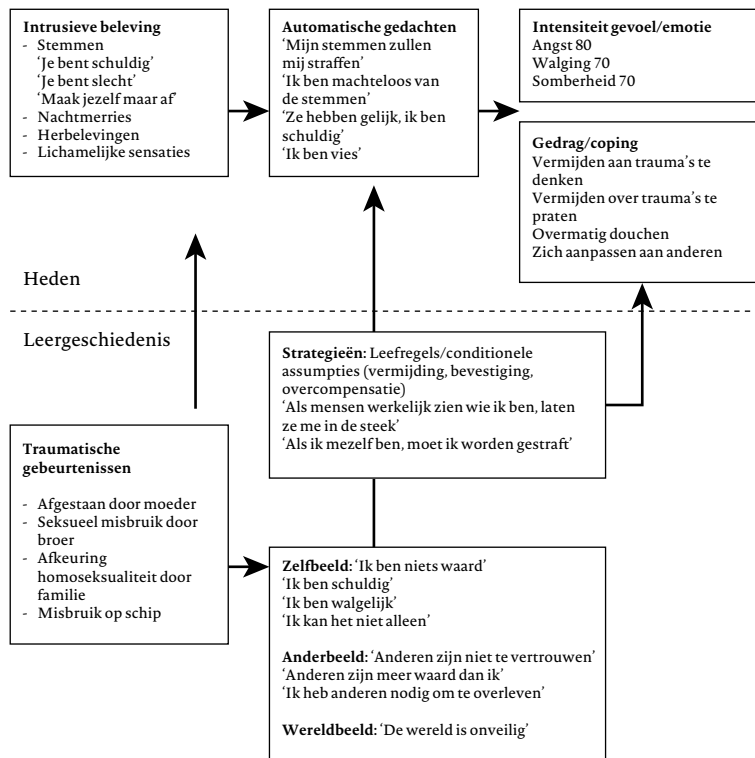 Intrusieve beleving
- Stemmen
‘Je bent schuldig’
‘Je bent slecht’
‘Maak jezelf maar af’
- Nachtmerries
- Herbelevingen
- Lichamelijke sensaties
Automatische gedachten
‘Mijn stemmen zullen
mij straffen’
‘Ik ben machteloos van
de stemmen’
‘Ze hebben gelijk, ik ben
schuldig’
‘Ik ben vies’
Intensiteit gevoel/emotie
Angst 80
Walging 70
Somberheid 70
Gedrag/coping
Vermijden aan trauma’s te
denken
Vermijden over trauma’s te
praten
Overmatig douchen
Zich aanpassen aan anderen
Heden
Leergeschiedenis
Strategieën: Leefregels/conditionele
assumpties (vermijding, bevestiging,
overcompensatie)
‘Als mensen werkelijk zien wie ik ben, laten
ze me in de steek’
‘Als ik mezelf ben, moet ik worden gestraft’
Traumatische
gebeurtenissen
- Afgestaan door moeder
- Seksueel misbruik door
broer
- Afkeuring
homoseksualiteit door
familie
- Misbruik op schip
Zelfbeeld: ‘Ik ben niets waard’
‘Ik ben schuldig’
‘Ik ben walgelijk’
‘Ik kan het niet alleen’
Anderbeeld: ‘Anderen zijn niet te vertrouwen’
‘Anderen zijn meer waard dan ik’
‘Ik heb anderen nodig om te overleven’
Wereldbeeld: ‘De wereld is onveilig’